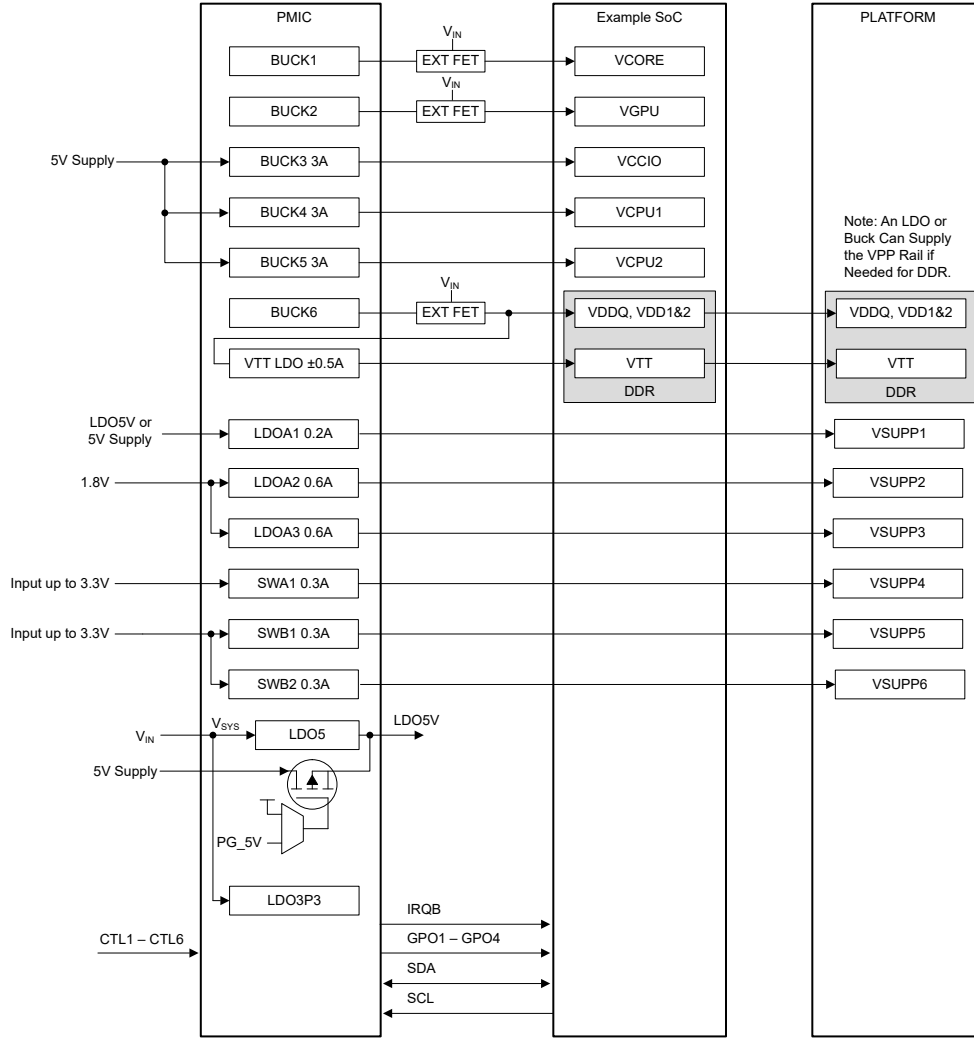 PMIC
Example SoC
PLATFORM
V_IN
BUCK1
EXT FET
VCORE
V_IN
BUCK2
EXT FET
VGPU
5V Supply
BUCK3 3A
VCCIO
BUCK4 3A
VCPU1
Note: An LDO or
Buck Can Supply
the VPP Rail if
Needed for DDR.
BUCK5 3A
VCPU2
V_IN
BUCK6
EXT FET
VDDQ, VDD1&2
VDDQ, VDD1&2
VTT LDO ±0.5A
VTT
VTT
DDR
DDR
LDO5V or
5V Supply
LDOA1 0.2A
VSUPP1
1.8V
LDOA2 0.6A
VSUPP2
LDOA3 0.6A
VSUPP3
Input up to 3.3V
SWA1 0.3A
VSUPP4
Input up to 3.3V
SWB1 0.3A
VSUPP5
SWB2 0.3A
VSUPP6
V_IN
V_SYS
LDO5
LDO5V
5V Supply
PG_5V
LDO3P3
IRQB
CTL1 – CTL6
GPO1 – GPO4
SDA
SCL